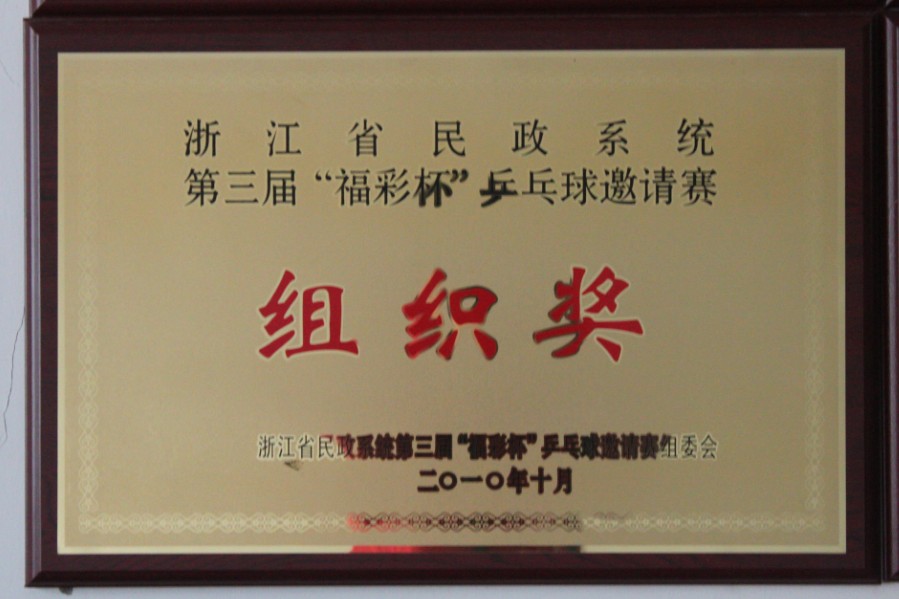 浙江省民政系统
第三届“福彩杯”乒乓球邀请赛
组织奖
浙江省民政系统第三届“福彩杯”乒乓球邀请赛组委会
二〇一〇年十月